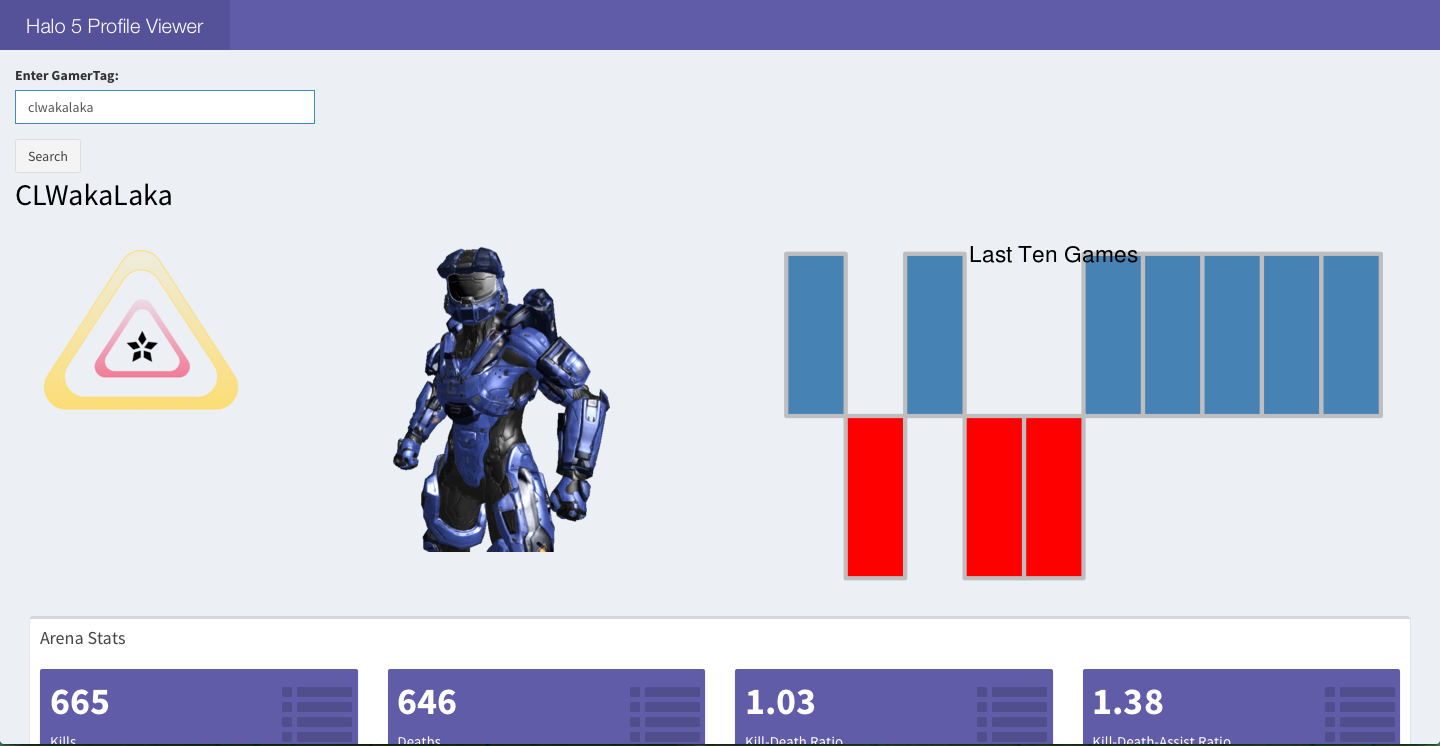 Halo 5 Profile Viewer
Enter GamerTag:
clwakalaka
Search
CLWakaLaka
Last Ten Games
Arena Stats
665
646
1.03
1.38
Kills
Deaths
Kill-Death Ratio
Kill-Death-Assist Ratio